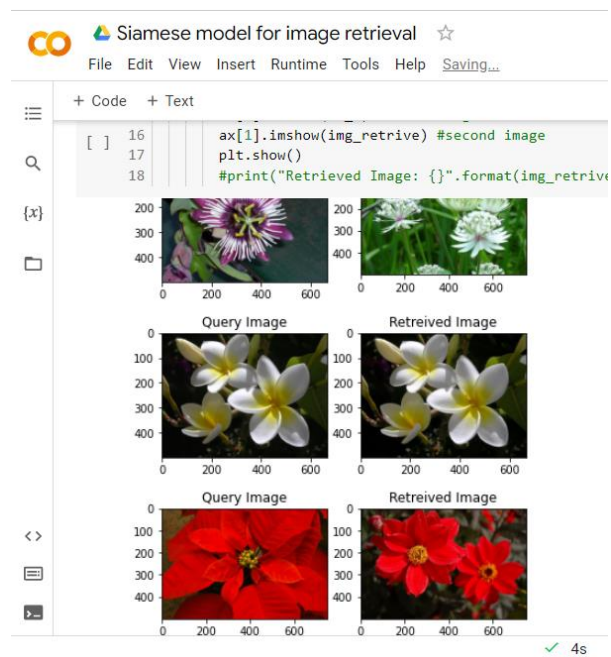 Siamese model for image retrieval
File Edit View Insert Runtime Tools Help Saving...
+ Code + Text
[ ] 16 ax[1].imshow(img_retrive) #second image
17 plt.show()
18 #print("Retrieved Image: {}".format(img_retrive
{x}
200 300 400
0 200 400 600
200 300 400
0 200 400 600
Query Image Retreived Image
0 100 200 300 400
0 200 400 600
0 100 200 300 400
0 200 400 600
Query Image Retreived Image
0 100 200 300 400
0 200 400 600
0 100 200 300 400
0 200 400 600
4s